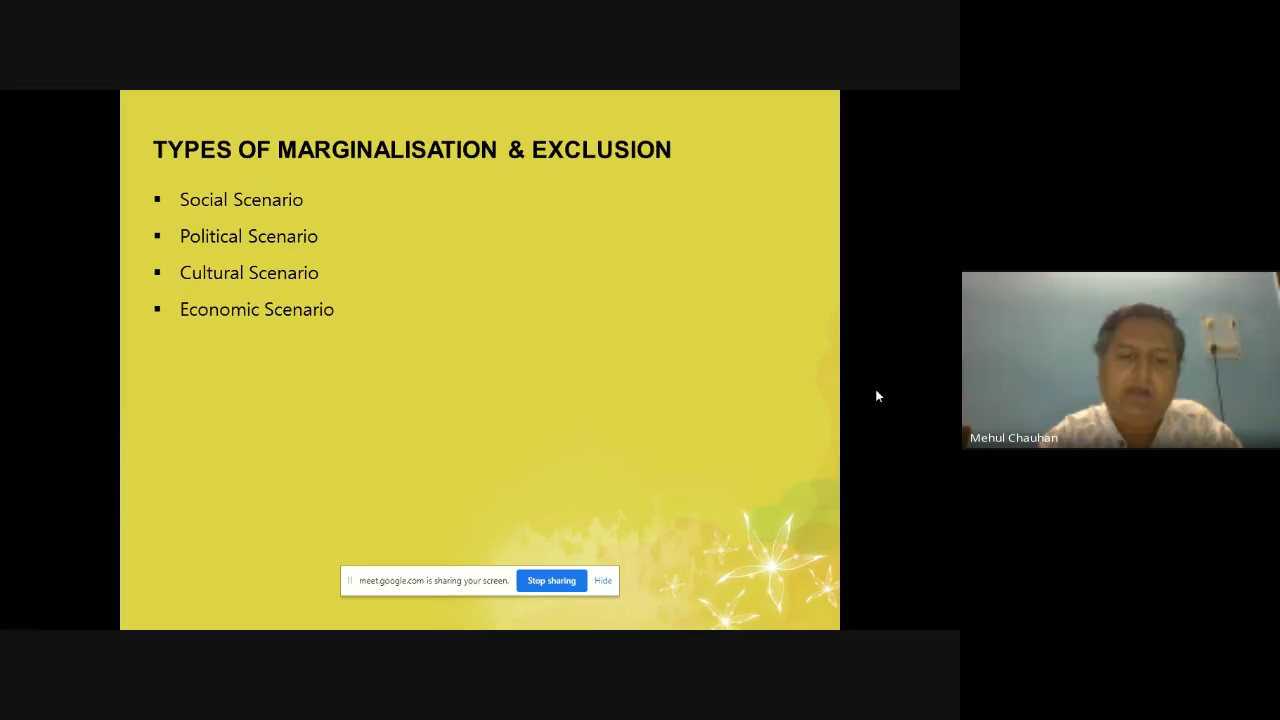 TYPES OF MARGINALISATION & EXCLUSION
▪ Social Scenario
▪ Political Scenario
▪ Cultural Scenario
▪ Economic Scenario
meet.google.com is sharing your screen. Stop sharing Hide
Mehul Chauhan